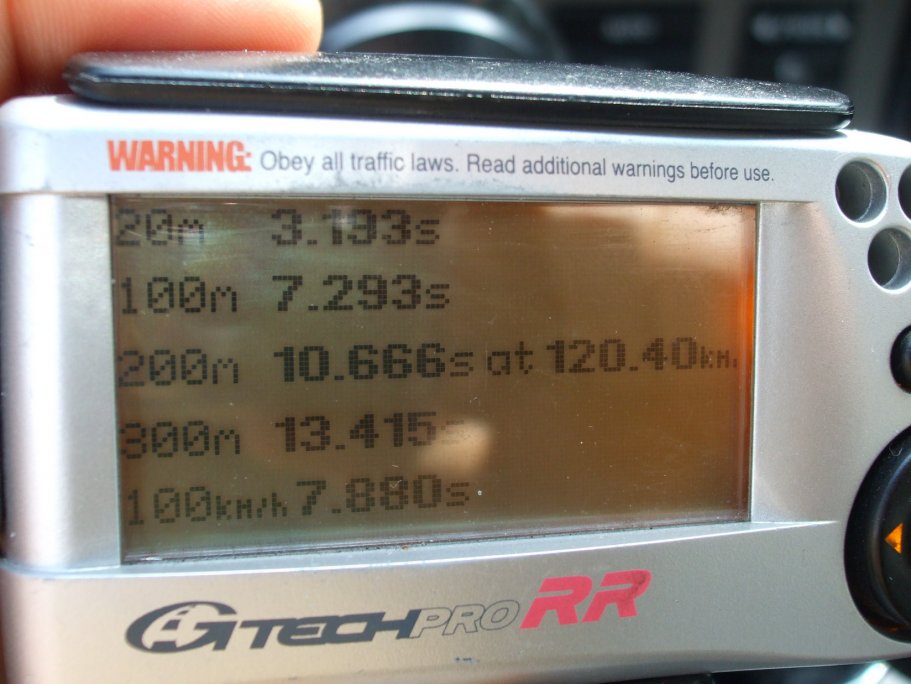 WARNING: Obey all traffic laws. Read additional warnings before use.
20m 3.193s
100m 7.293s
200m 10.666s at 120.40km/
300m 13.415s
100km/h 7.880s
GTECHPRO RR